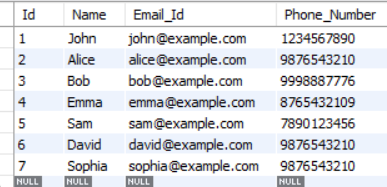 Id Name Email_Id Phone_Number
1 John john@example.com 1234567890
2 Alice alice@example.com 9876543210
3 Bob bob@example.com 9998887776
4 Emma emma@example.com 8765432109
5 Sam sam@example.com 7890123456
6 David david@example.com 9876543210
7 Sophia sophia@example.com 9876543210
NULL NULL NULL NULL